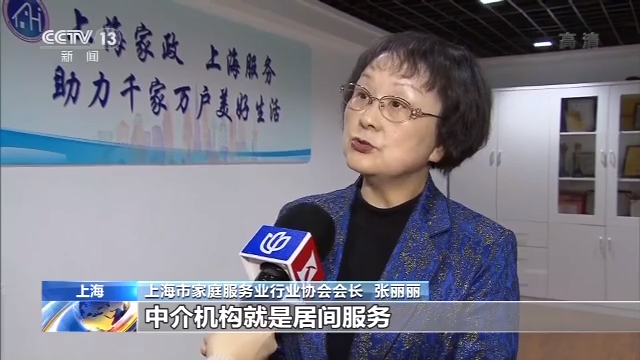 CCTV 13
新闻
高清
上海家政 上海服务
助力千家万户美好生活
上海
上海市家庭服务业行业协会会长 张丽丽
中介机构就是居间服务